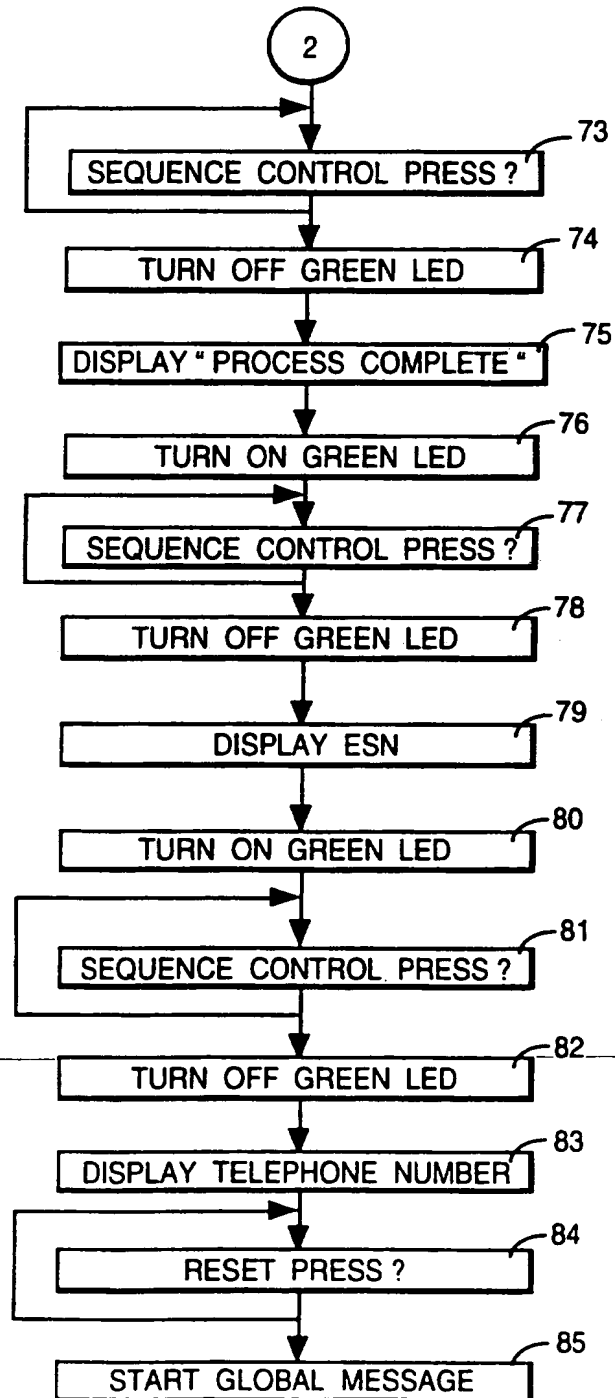 2
73
SEQUENCE CONTROL PRESS ?
74
TURN OFF GREEN LED
75
DISPLAY " PROCESS COMPLETE "
76
TURN ON GREEN LED
77
SEQUENCE CONTROL PRESS ?
78
TURN OFF GREEN LED
79
DISPLAY ESN
80
TURN ON GREEN LED
81
SEQUENCE CONTROL PRESS ?
82
TURN OFF GREEN LED
83
DISPLAY TELEPHONE NUMBER
84
RESET PRESS ?
85
START GLOBAL MESSAGE